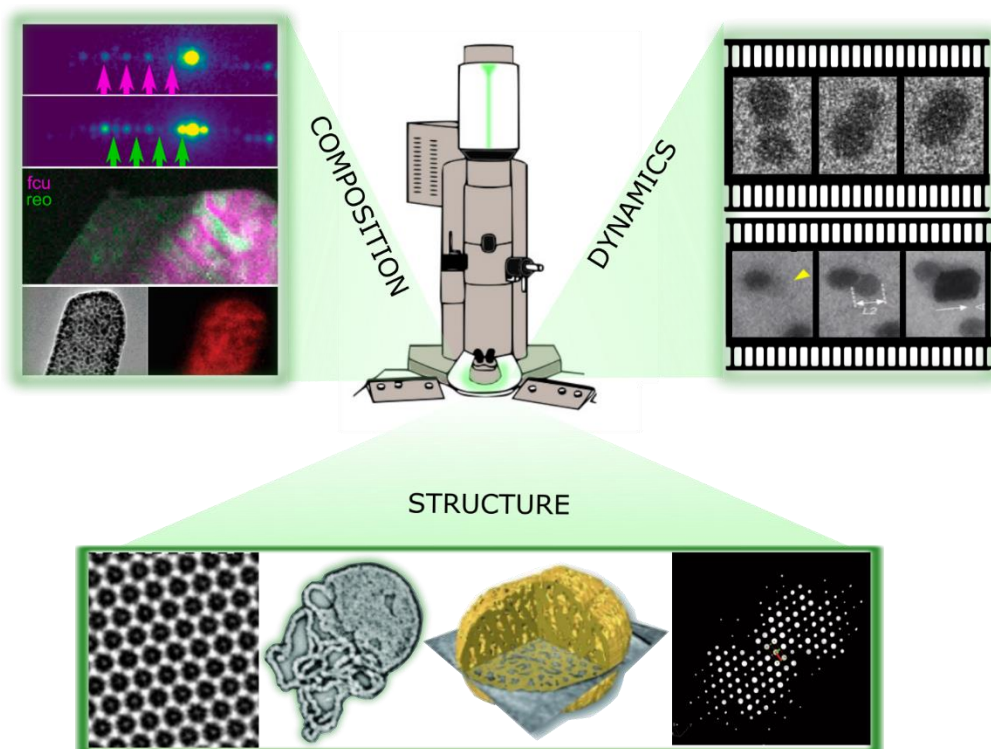 COMPOSITION
fcu
reo
DYNAMICS
L2
STRUCTURE